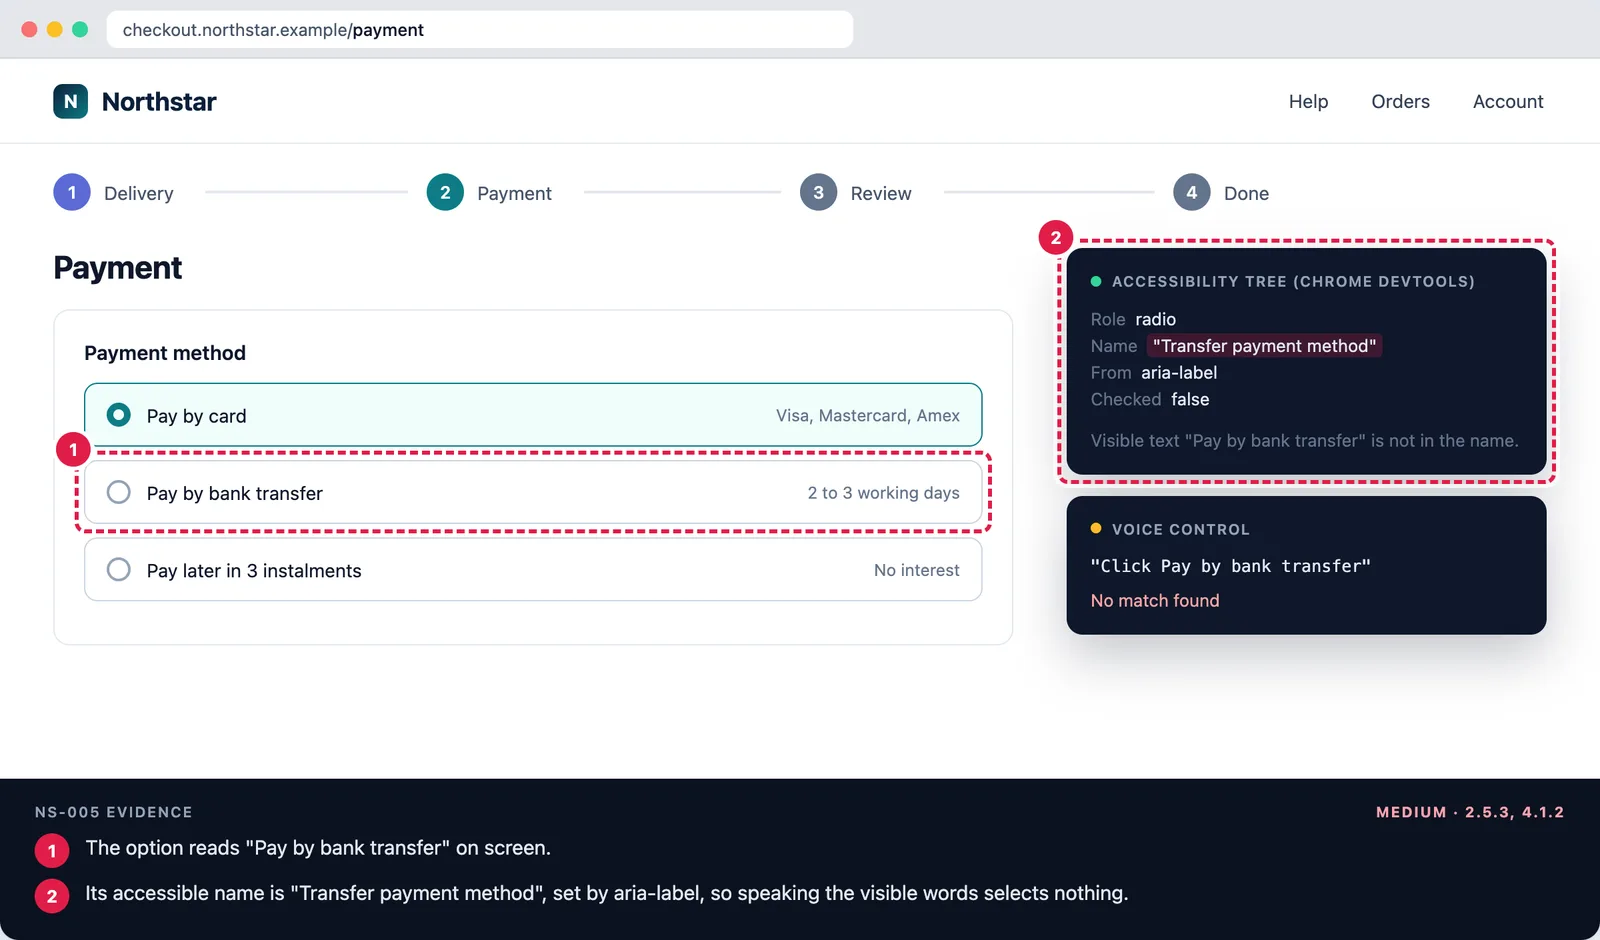 checkout.northstar.example/payment
N Northstar
Help Orders Account
1 Delivery 2 Payment 3 Review 4 Done
Payment
Payment method
Pay by card Visa, Mastercard, Amex
1
Pay by bank transfer 2 to 3 working days
Pay later in 3 instalments No interest
2
ACCESSIBILITY TREE (CHROME DEVTOOLS)
Role radio
Name "Transfer payment method"
From aria-label
Checked false
Visible text "Pay by bank transfer" is not in the name.
VOICE CONTROL
"Click Pay by bank transfer"
No match found
NS-005 EVIDENCE MEDIUM · 2.5.3, 4.1.2
1 The option reads "Pay by bank transfer" on screen.
2 Its accessible name is "Transfer payment method", set by aria-label, so speaking the visible words selects nothing.